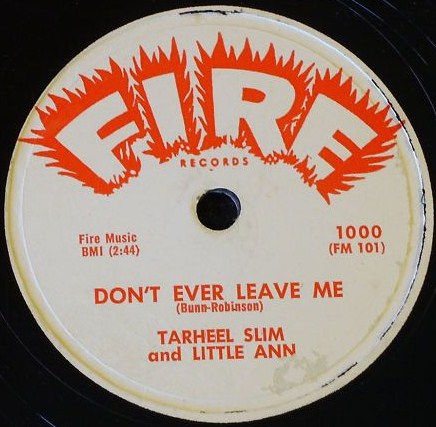 FIRE
RECORDS
Fire Music
BMI (2:44)
1000
(FM 101)
DON'T EVER LEAVE ME
(Bunn-Robinson)
TARHEEL SLIM
and LITTLE ANN